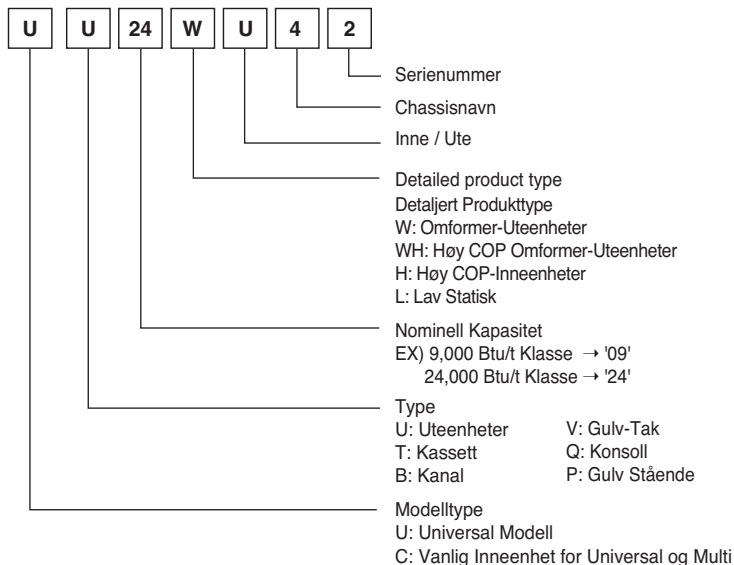 U U 24 W U 4 2
Serienummer
Chassisnavn
Inne / Ute
Detailed product type
Detaljert Produkttype
W: Omformer-Uteenheter
WH: Høy COP Omformer-Uteenheter
H: Høy COP-Inneenheter
L: Lav Statisk
Nominell Kapasitet
EX) 9,000 Btu/t Klasse → '09'
24,000 Btu/t Klasse → '24'
Type
U: Uteenheter V: Gulv-Tak
T: Kassett Q: Konsoll
B: Kanal P: Gulv Stående
Modelltype
U: Universal Modell
C: Vanlig Inneenhet for Universal og Multi